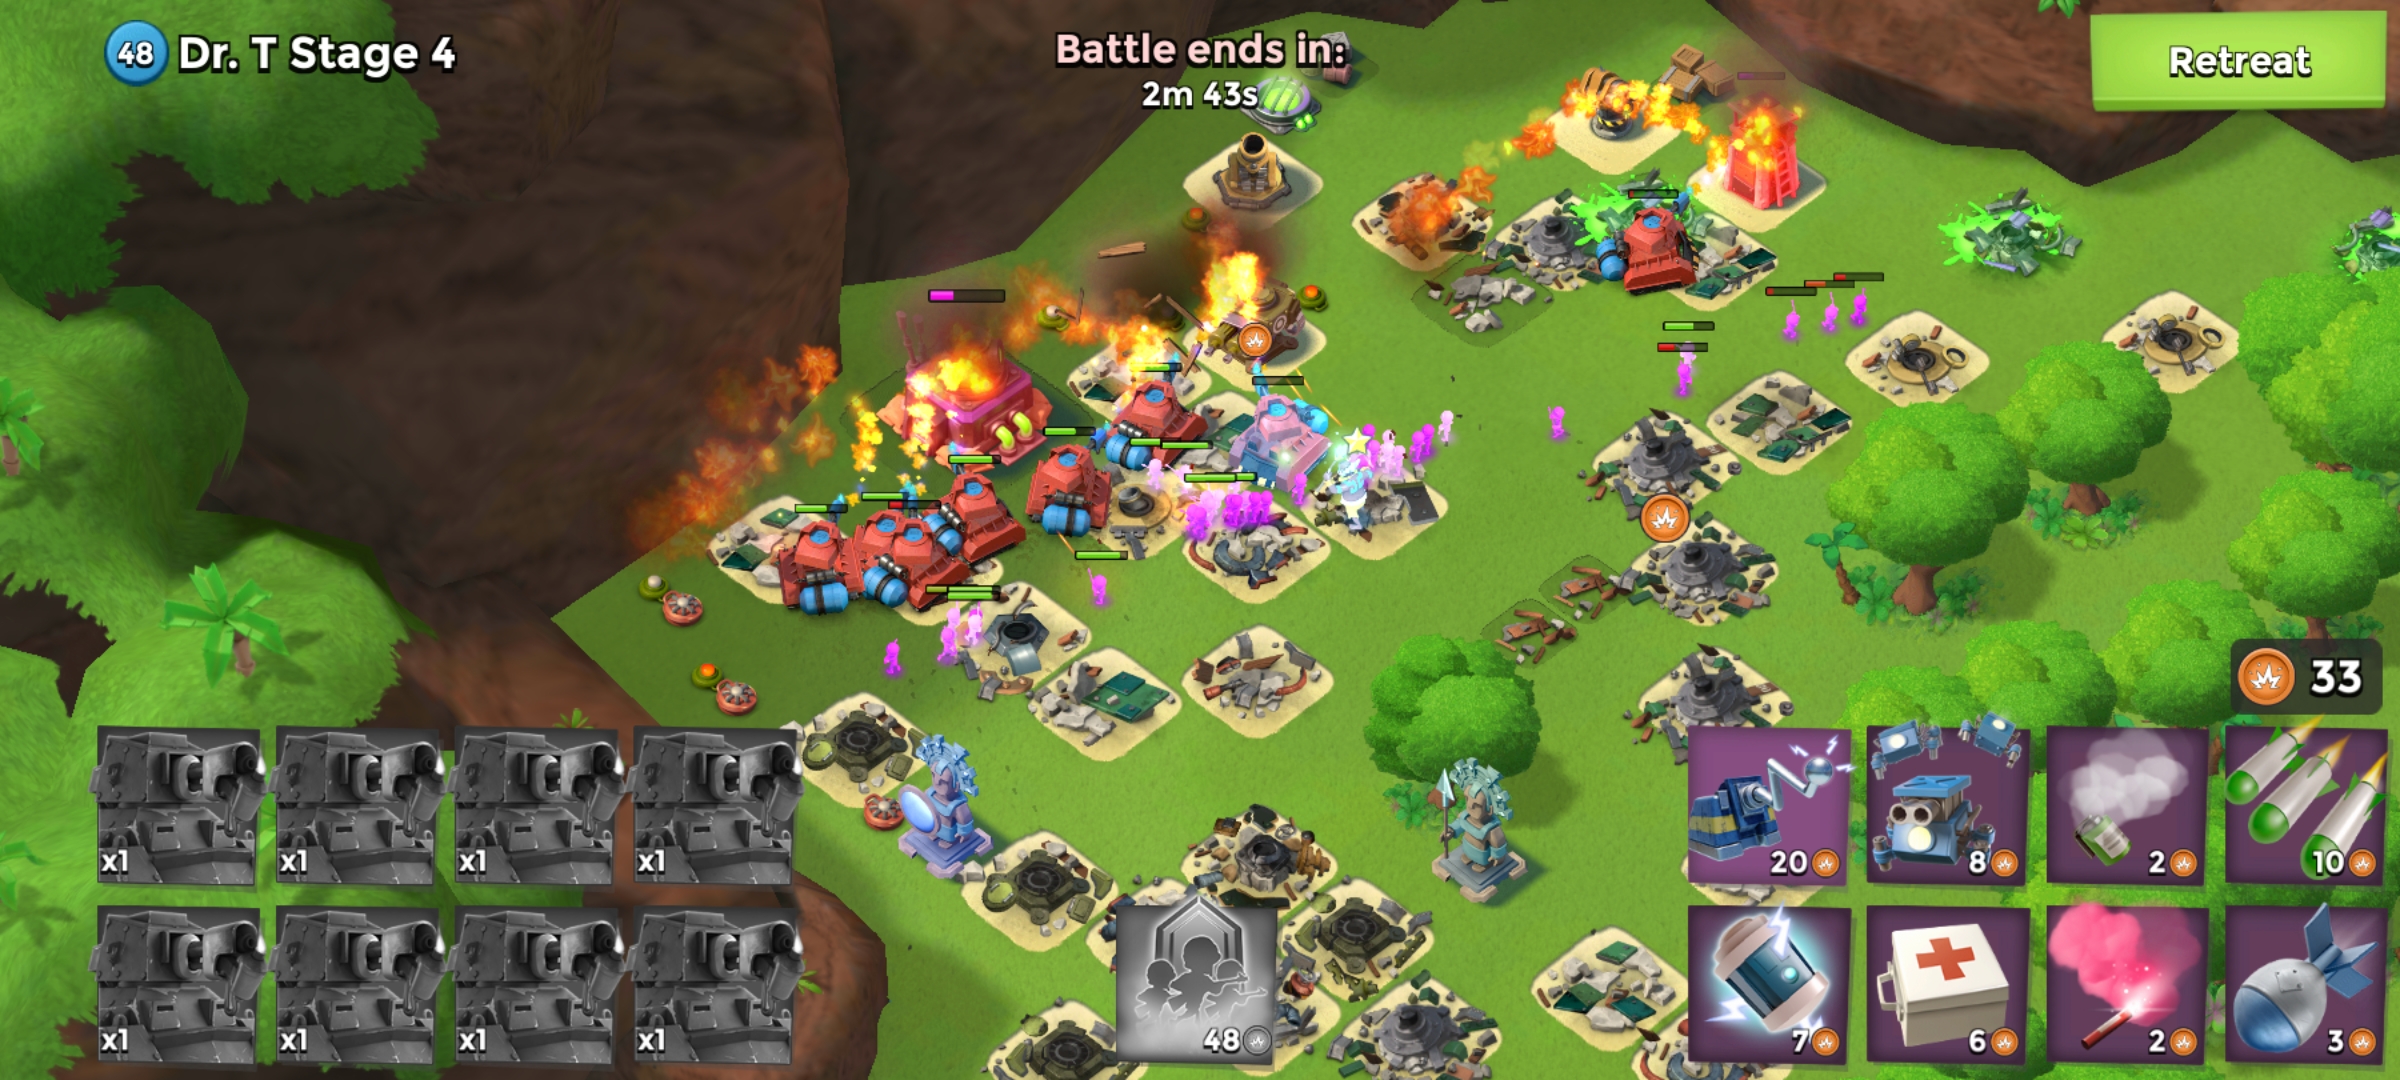 48 Dr. T Stage 4
Battle ends in:
2m 43s
Retreat
33
x1 x1 x1 x1
20 8 2 10
x1 x1 x1 x1
48
7 6 2 3